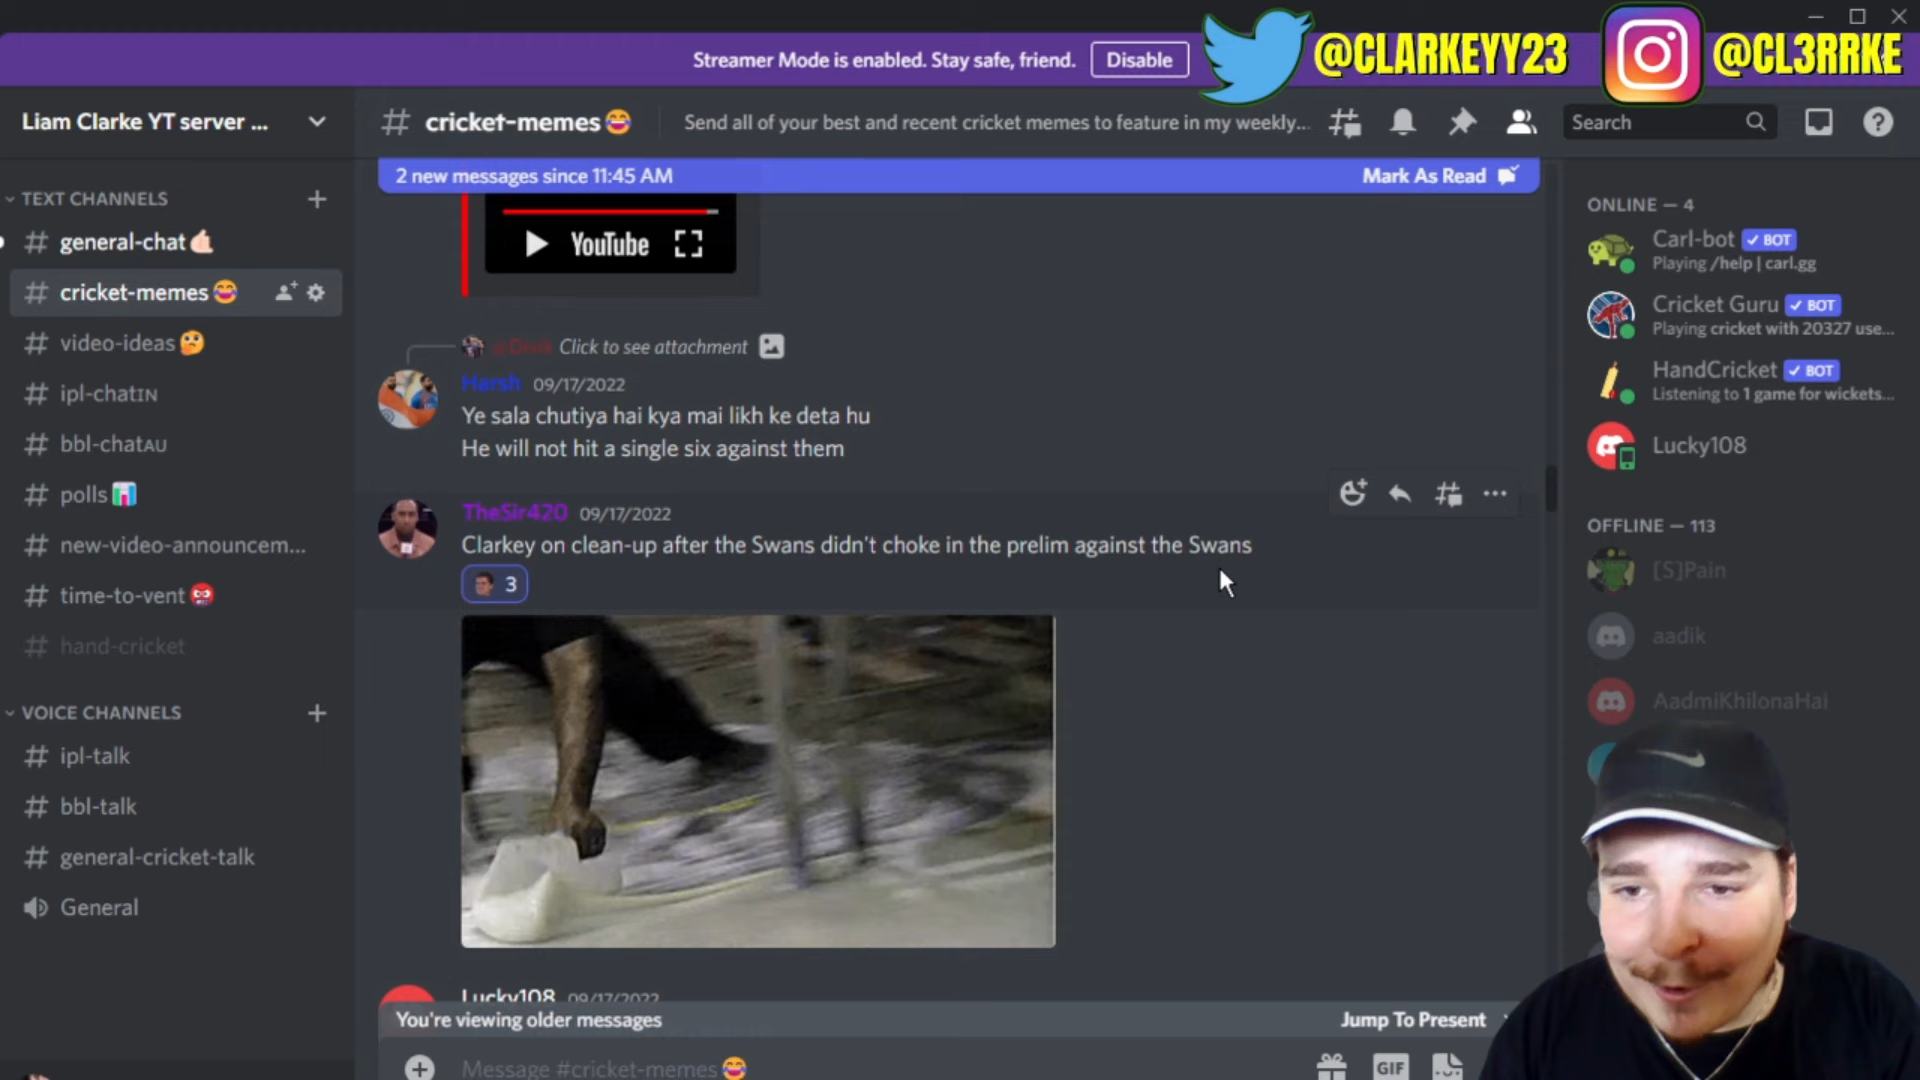 Streamer Mode is enabled. Stay safe, friend.
Disable
@CLARKEYY23
@CL3RRKE
Liam Clarke YT server ...
# cricket-memes😂
Send all of your best and recent cricket memes to feature in my weekly...
Search
2 new messages since 11:45 AM
Mark As Read
TEXT CHANNELS
# general-chat🤙🏻
# cricket-memes😂
# video-ideas🤔
# ipl-chatIN
# bbl-chatAU
# polls📊
# new-video-announcem...
# time-to-vent👹
# hand-cricket
VOICE CHANNELS
# ipl-talk
# bbl-talk
# general-cricket-talk
General
YouTube
Click to see attachment
Harsh 09/17/2022
Ye sala chutiya hai kya mai likh ke deta hu
He will not hit a single six against them
TheSir420 09/17/2022
Clarkey on clean-up after the Swans didn't choke in the prelim against the Swans
3
Lucky108 09/17/2022
You're viewing older messages
Jump To Present
Message #cricket-memes😂
GIF
ONLINE — 4
Carl-bot ✓ BOT
Playing /help | carl.gg
Cricket Guru ✓ BOT
Playing cricket with 20327 use...
HandCricket ✓ BOT
Listening to 1 game for wickets...
Lucky108
OFFLINE — 113
[S]Pain
aadik
AadmiKhilonaHai